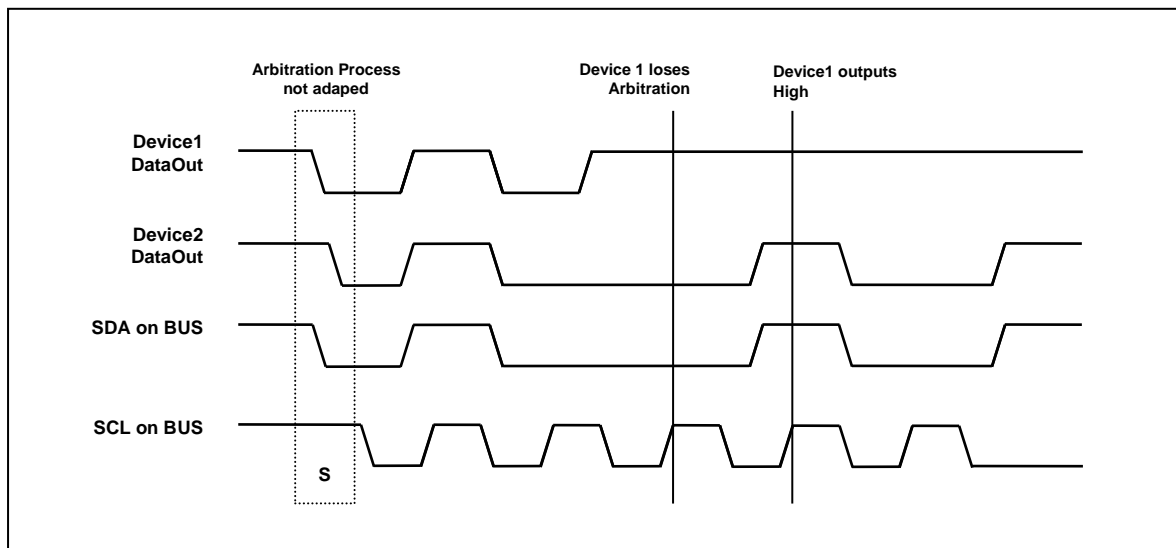 Arbitration Process
not adaped
Device 1 loses
Arbitration
Device1 outputs
High
Device1
DataOut
Device2
DataOut
SDA on BUS
SCL on BUS
S